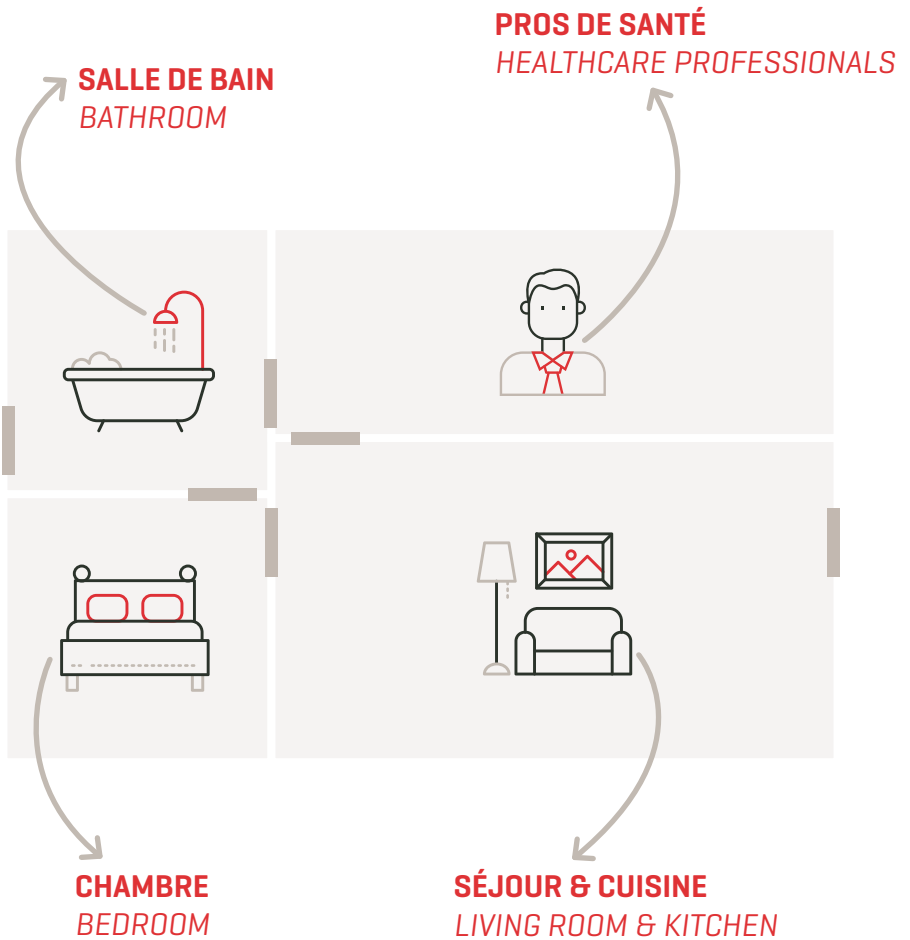 PROS DE SANTÉ
HEALTHCARE PROFESSIONALS
SALLE DE BAIN
BATHROOM
CHAMBRE
BEDROOM
SÉJOUR & CUISINE
LIVING ROOM & KITCHEN